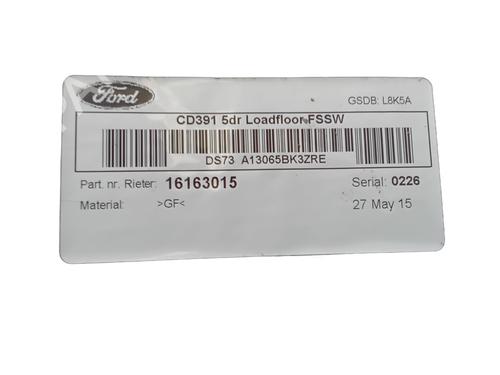 Ford
GSDB: L8K5A
CD391 5dr Loadfloor FSSW
DS73 A13065BK3ZRE
Part. nr. Rieter: 16163015
Serial: 0226
Material: >GF<
27 May 15